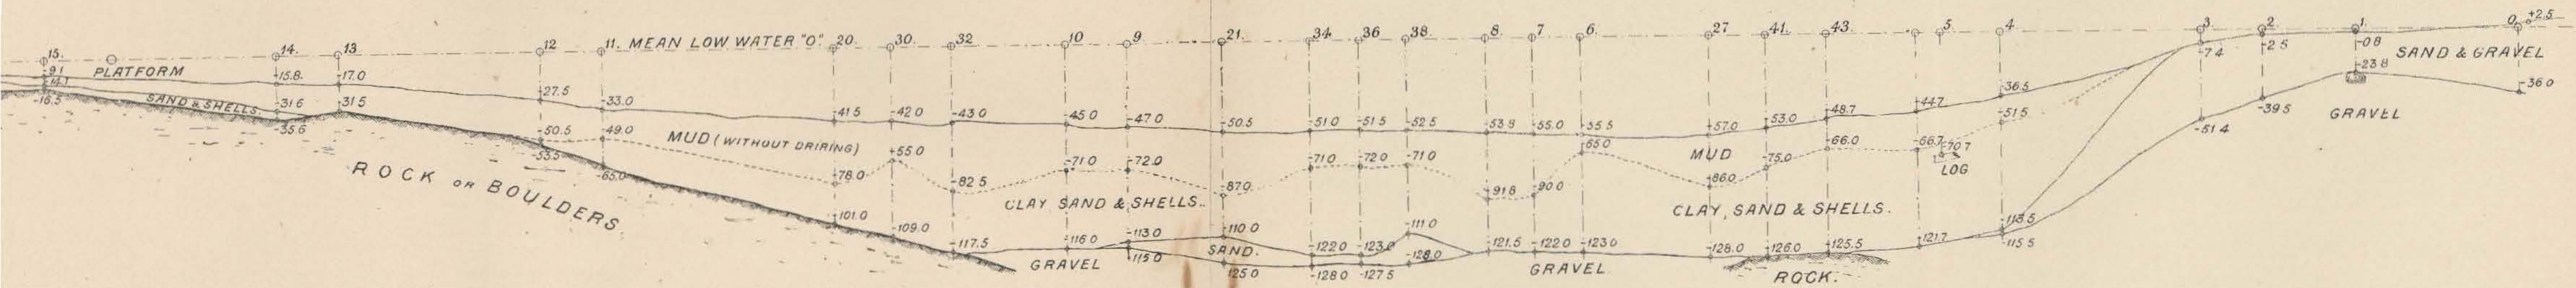 15. 14. 13 12 11. MEAN LOW WATER "O". 20. 30. 32 10 9 21. 34. 36 38. 8. 7 6. 27 41. 43. 5. 4. 3. 2. 1. 0. +2.5
-9.1 PLATFORM -15.8 -17.0 -27.5 -33.0 -41.5 -42.0 -43.0 -45.0 -47.0 -50.5 -51.0 -51.5 -52.5 -53.8 -55.0 -55.5 -57.0 -53.0 -48.7 -44.7 -36.5 -7.4 -2.5 -0.8 SAND & GRAVEL
-14.1 SAND & SHELLS. -31.6 -31.5 -51.5 -23.8 -36.0
-16.5 -35.6 -50.5 -49.0 MUD (WITHOUT DRIRING) -55.0 -71.0 -72.0 -71.0 -72.0 -71.0 -65.0 MUD -75.0 -66.0 -66.7 -70.7 -51.4 -39.5 GRAVEL
-53.5 -65.0 -78.0 -82.5 -87.0 -91.8 -90.0 -86.0 LOG
ROCK OR BOULDERS. CLAY SAND & SHELLS. CLAY, SAND & SHELLS.
-101.0 -109.0 -117.5 -116.0 -113.0 -110.0 -122.0 -123.0 -111.0 -121.5 -122.0 -123.0 -128.0 -126.0 -125.5 -121.7 -113.5
GRAVEL -115.0 SAND. -128.0 GRAVEL -115.5
-125.0 -128.0 -127.5 ROCK.